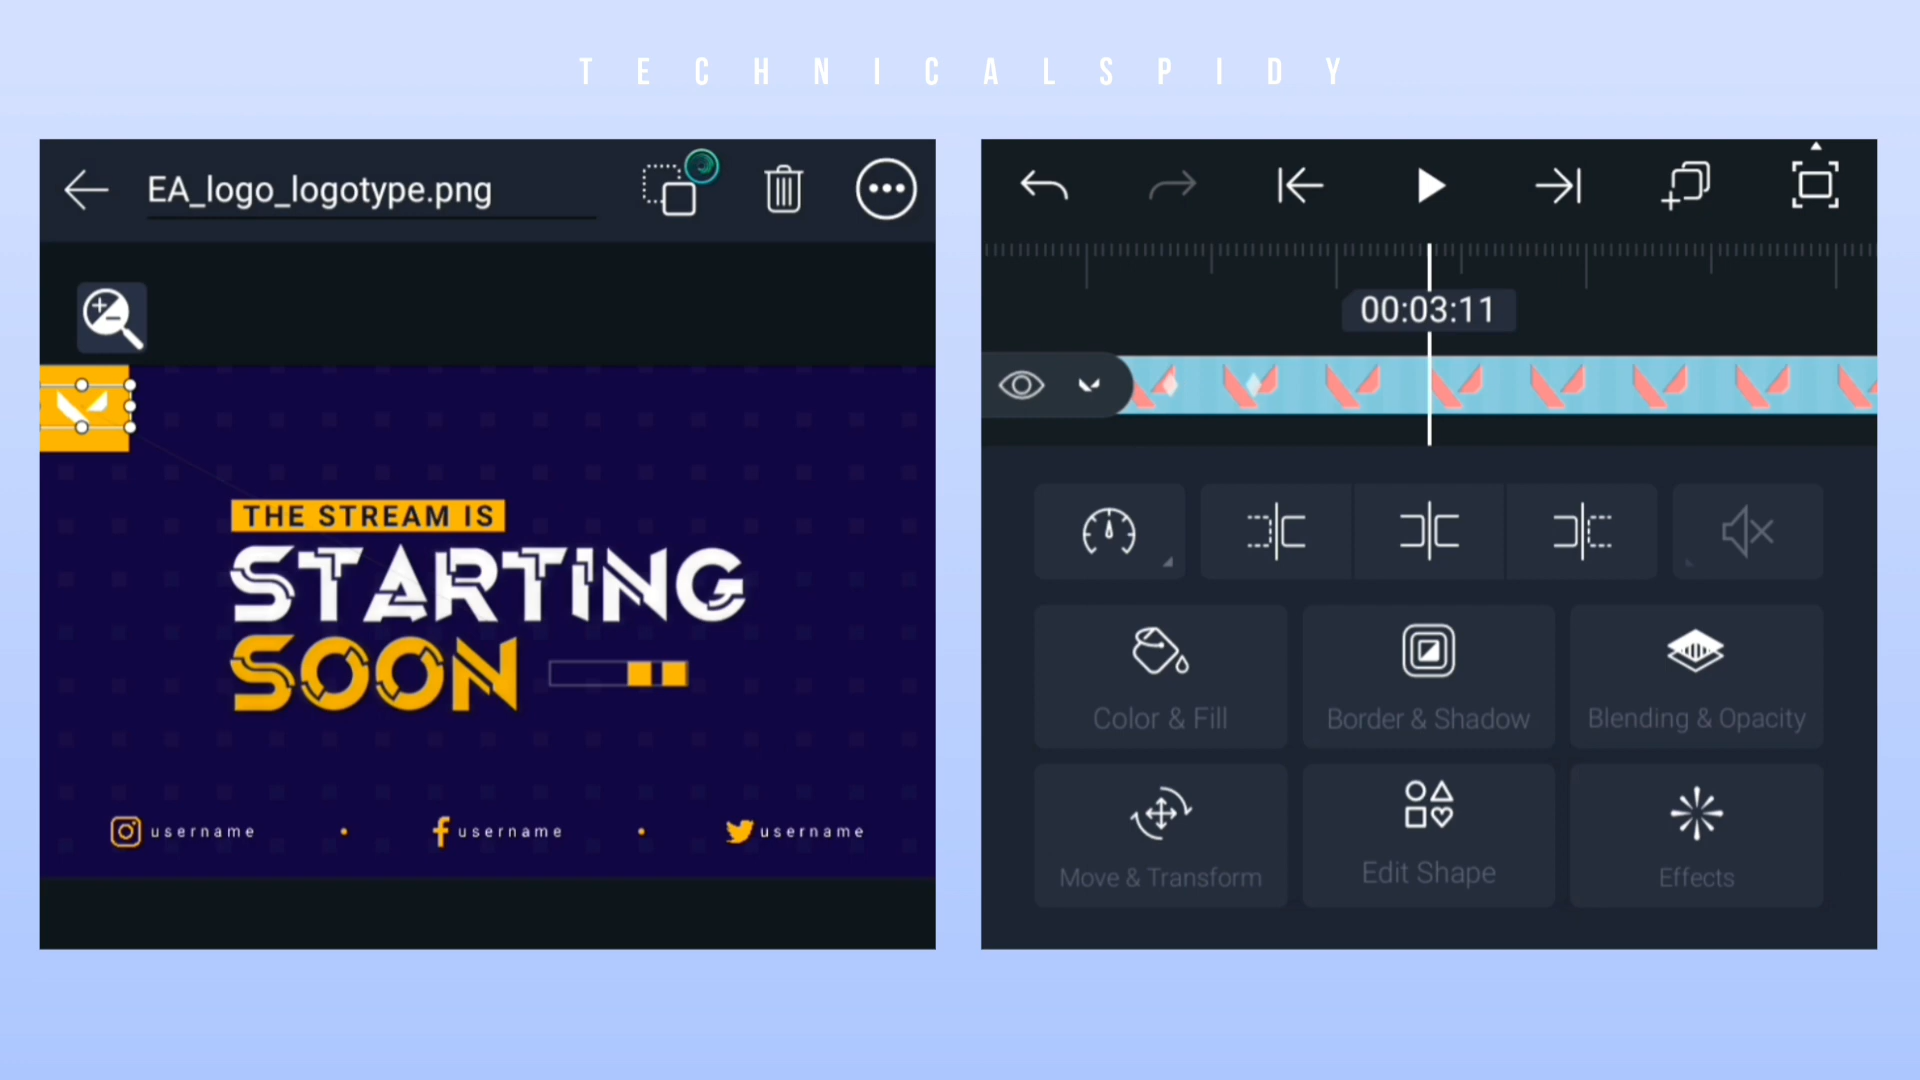 TECHNICALSPIDY
EA_logo_logotype.png
THE STREAM IS
STARTING
SOON
username
username
username
00:03:11
Color & Fill
Border & Shadow
Blending & Opacity
Move & Transform
Edit Shape
Effects